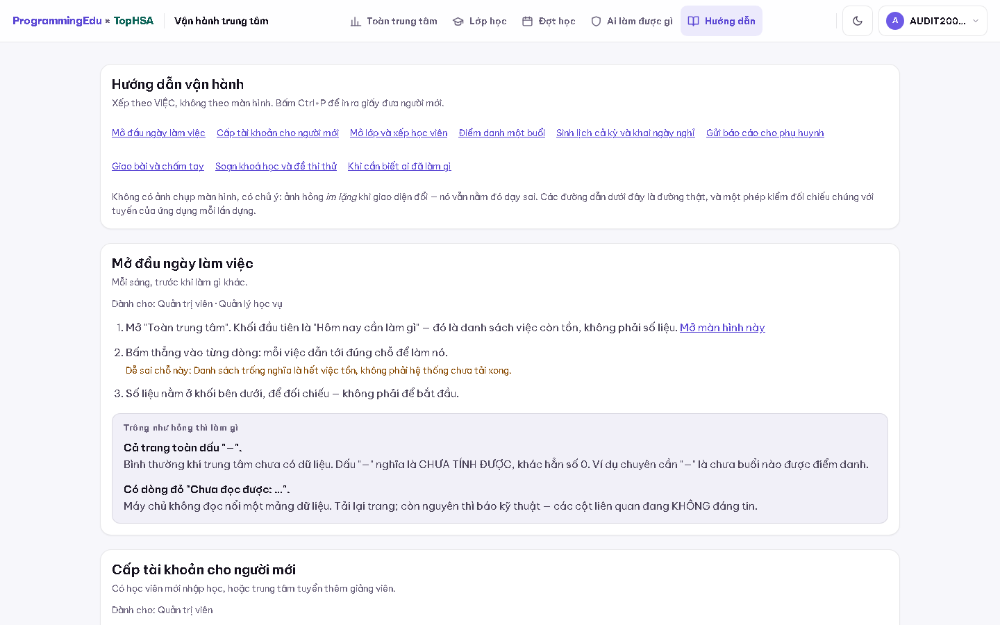 ProgrammingEdu × TopHSA
Vận hành trung tâm
Toàn trung tâm
Lớp học
Đợt học
Ai làm được gì
Hướng dẫn
A
AUDIT200...
Hướng dẫn vận hành
Xếp theo VIỆC, không theo màn hình. Bấm Ctrl+P để in ra giấy đưa người mới.
Mở đầu ngày làm việc Cấp tài khoản cho người mới Mở lớp và xếp học viên Điểm danh một buổi Sinh lịch cả kỳ và khai ngày nghỉ Gửi báo cáo cho phụ huynh
Giao bài và chấm tay Soạn khoá học và đề thi thử Khi cần biết ai đã làm gì
Không có ảnh chụp màn hình, có chủ ý: ảnh hỏng im lặng khi giao diện đổi — nó vẫn nằm đó dạy sai. Các đường dẫn dưới đây là đường thật, và một phép kiểm đối chiếu chúng với
tuyến của ứng dụng mỗi lần dựng.
Mở đầu ngày làm việc
Mỗi sáng, trước khi làm gì khác.
Dành cho: Quản trị viên · Quản lý học vụ
1. Mở "Toàn trung tâm". Khối đầu tiên là "Hôm nay cần làm gì" — đó là danh sách việc còn tồn, không phải số liệu. Mở màn hình này
2. Bấm thẳng vào từng dòng: mỗi việc dẫn tới đúng chỗ để làm nó.
Dễ sai chỗ này: Danh sách trống nghĩa là hết việc tồn, không phải hệ thống chưa tải xong.
3. Số liệu nằm ở khối bên dưới, để đối chiếu — không phải để bắt đầu.
Trông như hỏng thì làm gì
Cả trang toàn dấu "—".
Bình thường khi trung tâm chưa có dữ liệu. Dấu "—" nghĩa là CHƯA TÍNH ĐƯỢC, khác hẳn số 0. Ví dụ chuyên cần "—" là chưa buổi nào được điểm danh.
Có dòng đỏ "Chưa đọc được: ...".
Máy chủ không đọc nổi một mảng dữ liệu. Tải lại trang; còn nguyên thì báo kỹ thuật — các cột liên quan đang KHÔNG đáng tin.
Cấp tài khoản cho người mới
Có học viên mới nhập học, hoặc trung tâm tuyển thêm giảng viên.
Dành cho: Quản trị viên